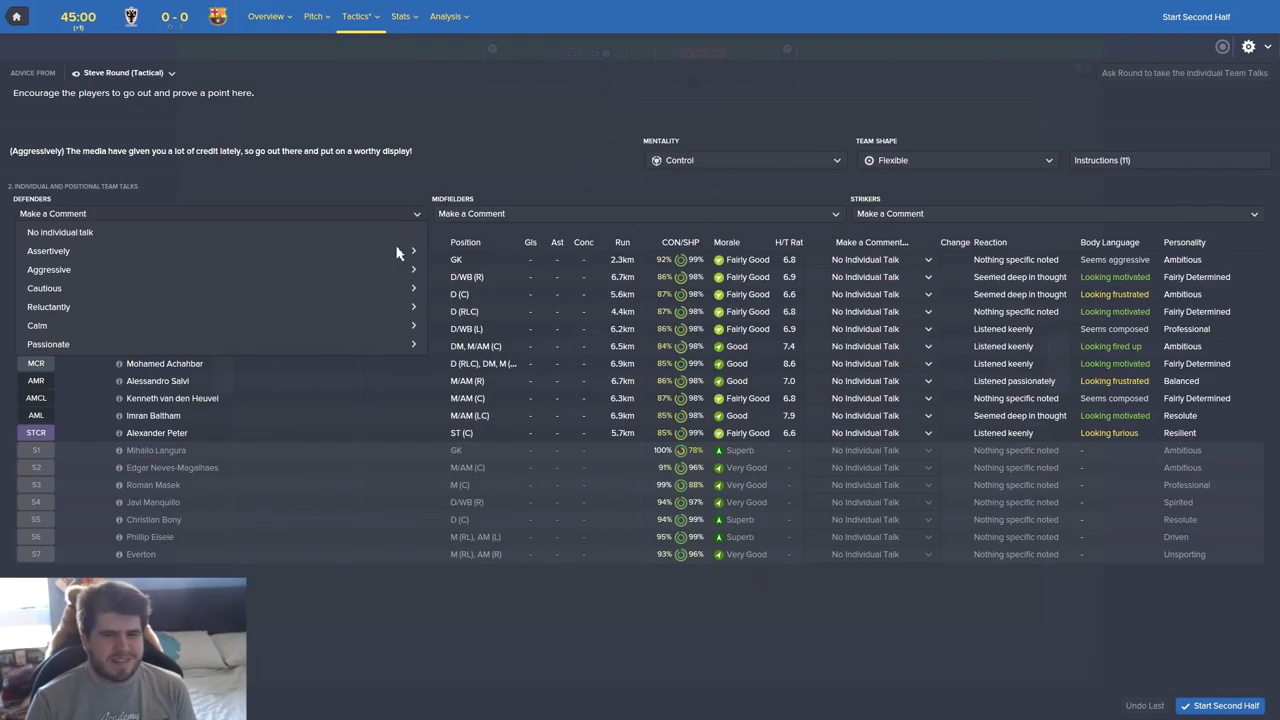 45:00
(+1)
0 - 0
0 - 1
Overview
Pitch
Tactics*
Stats
Analysis
Start Second Half
ADVICE FROM
Steve Round (Tactical)
Ask Round to take the Individual Team Talks
Encourage the players to go out and prove a point here.
(Aggressively) The media have given you a lot of credit lately, so go out there and put on a worthy display!
MENTALITY
TEAM SHAPE
Control
Flexible
Instructions (11)
2. INDIVIDUAL AND POSITIONAL TEAM TALKS
DEFENDERS
MIDFIELDERS
STRIKERS
Make a Comment
Make a Comment
Make a Comment
No individual talk
Assertively
Aggressive
Cautious
Reluctantly
Calm
Passionate
Position Gls Ast Conc Run CON/SHP Morale H/T Rat Make a Comment... Change Reaction Body Language Personality
GK - - - 2.3km 92% 99% Fairly Good 6.8 No Individual Talk Nothing specific noted Seems aggressive Ambitious
D/WB (R) - - - 6.7km 86% 98% Fairly Good 6.9 No Individual Talk Seemed deep in thought Looking motivated Fairly Determined
D (C) - - - 5.6km 87% 98% Fairly Good 6.6 No Individual Talk Seemed deep in thought Looking frustrated Ambitious
D (RLC) - - - 4.4km 87% 98% Fairly Good 6.8 No Individual Talk Nothing specific noted Looking motivated Fairly Determined
D/WB (L) - - - 6.2km 86% 98% Fairly Good 6.9 No Individual Talk Listened keenly Seems composed Professional
DM, M/AM (C) - - - 6.5km 84% 98% Good 7.4 No Individual Talk Listened keenly Looking fired up Ambitious
MCR Mohamed Achahbar D (RLC), DM, M (... - - - 6.9km 85% 99% Good 8.6 No Individual Talk Listened keenly Looking motivated Fairly Determined
AMR Alessandro Salvi M/AM (R) - - - 6.7km 86% 98% Good 7.0 No Individual Talk Listened passionately Looking frustrated Balanced
AMCL Kenneth van den Heuvel M/AM (C) - - - 6.3km 87% 98% Fairly Good 6.8 No Individual Talk Nothing specific noted Seems composed Fairly Determined
AML Imran Baltham M/AM (LC) - - - 6.9km 85% 98% Good 7.9 No Individual Talk Seemed deep in thought Looking motivated Resolute
STCR Alexander Peter ST (C) - - - 5.7km 85% 99% Fairly Good 6.6 No Individual Talk Listened keenly Looking furious Resilient
S1 Mihailo Langura GK - - - 100% 78% Superb - No Individual Talk Nothing specific noted - Ambitious
S2 Edgar Neves-Magalhaes M/AM (C) - - - 91% 96% Very Good - No Individual Talk Nothing specific noted - Ambitious
S3 Roman Masek M (C) - - - 99% 88% Very Good - No Individual Talk Nothing specific noted - Professional
S4 Javi Manquillo D/WB (R) - - - 94% 97% Very Good - No Individual Talk Nothing specific noted - Spirited
S5 Christian Bony D (C) - - - 94% 99% Superb - No Individual Talk Nothing specific noted - Resolute
S6 Phillip Eisele M (RL), AM (L) - - - 95% 99% Superb - No Individual Talk Nothing specific noted - Driven
S7 Everton M (RL), AM (R) - - - 93% 96% Very Good - No Individual Talk Nothing specific noted - Unsporting
Undo Last
Start Second Half